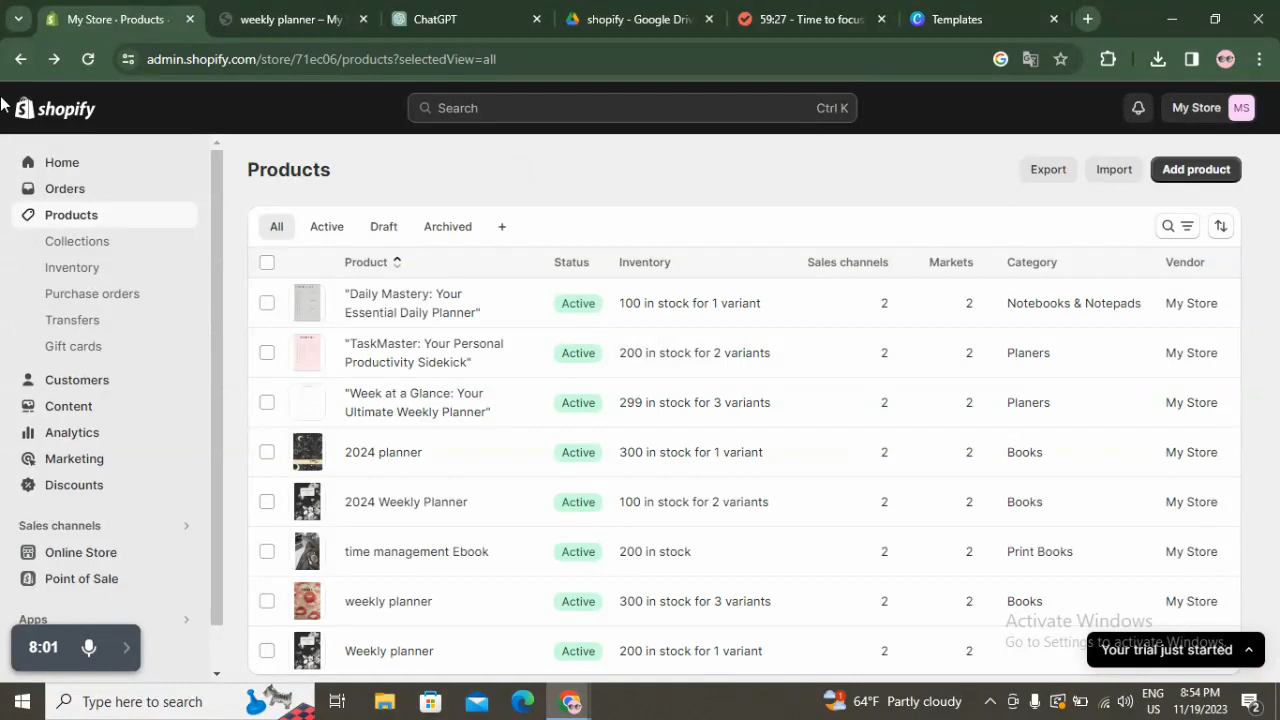 My Store · Products ·
weekly planner – My
ChatGPT
shopify - Google Dri
59:27 - Time to focus
Templates
admin.shopify.com/store/71ec06/products?selectedView=all
shopify
Search
Ctrl K
My Store
MS
Home
Orders
Products
Collections
Inventory
Purchase orders
Transfers
Gift cards
Customers
Content
Analytics
Marketing
Discounts
Sales channels
Online Store
Point of Sale
Apps
8:01
Products
Export
Import
Add product
All
Active
Draft
Archived
+
Product
Status
Inventory
Sales channels
Markets
Category
Vendor
"Daily Mastery: Your
Essential Daily Planner"
Active
100 in stock for 1 variant
2
2
Notebooks & Notepads
My Store
"TaskMaster: Your Personal
Productivity Sidekick"
Active
200 in stock for 2 variants
2
2
Planers
My Store
"Week at a Glance: Your
Ultimate Weekly Planner"
Active
299 in stock for 3 variants
2
2
Planers
My Store
2024 planner
Active
300 in stock for 1 variant
2
2
Books
My Store
2024 Weekly Planner
Active
100 in stock for 2 variants
2
2
Books
My Store
time management Ebook
Active
200 in stock
2
2
Print Books
My Store
weekly planner
Active
300 in stock for 3 variants
2
2
Books
My Store
Weekly planner
Active
200 in stock for 1 variant
2
2
Activate Windows
Go to Settings to activate Windows.
Your trial just started
Type here to search
1
64°F Partly cloudy
ENG
8:54 PM
11/19/2023
2